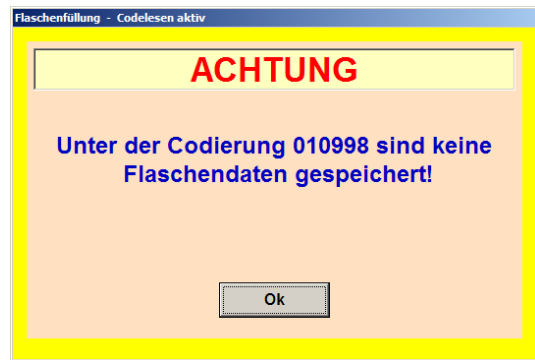 Flaschenfüllung - Codelesen aktiv
ACHTUNG
Unter der Codierung 010998 sind keine
Flaschendaten gespeichert!
Ok